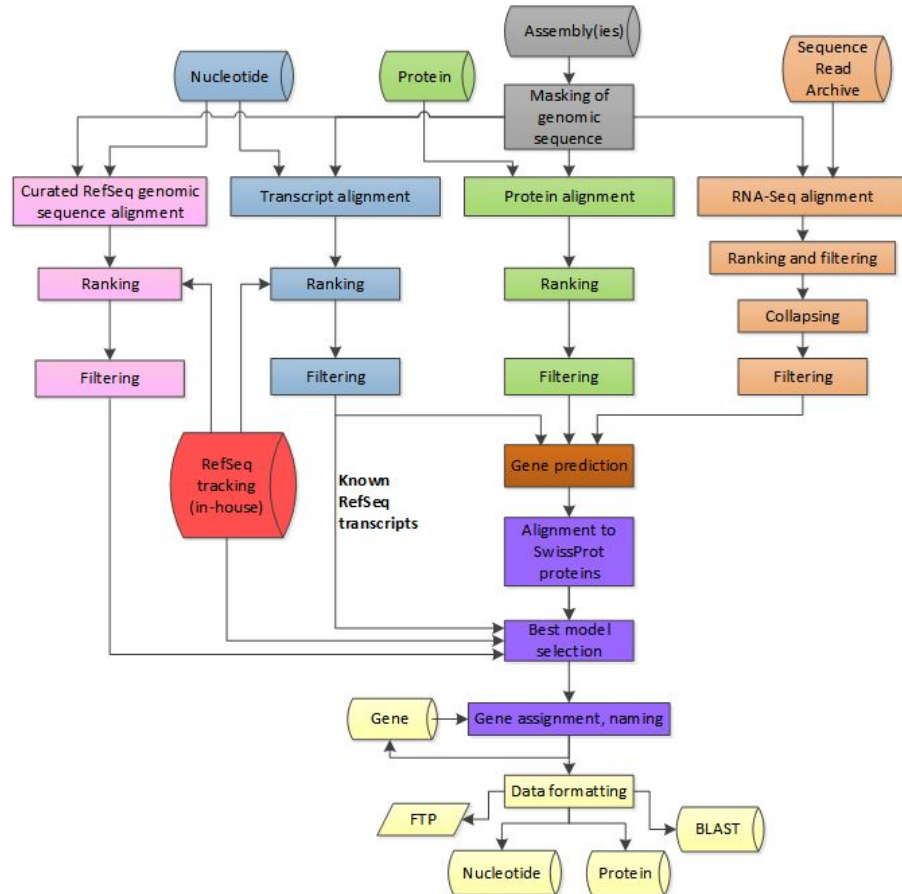 Assembly(ies)
Nucleotide
Protein
Sequence
Read
Archive
Masking of
genomic
sequence
Curated RefSeq genomic
sequence alignment
Transcript alignment
Protein alignment
RNA-Seq alignment
Ranking
Ranking
Ranking
Ranking and filtering
Collapsing
Filtering
Filtering
Filtering
Filtering
RefSeq
tracking
(in-house)
Known
RefSeq
transcripts
Gene prediction
Alignment to
SwissProt
proteins
Best model
selection
Gene
Gene assignment, naming
Data formatting
FTP
BLAST
Nucleotide
Protein